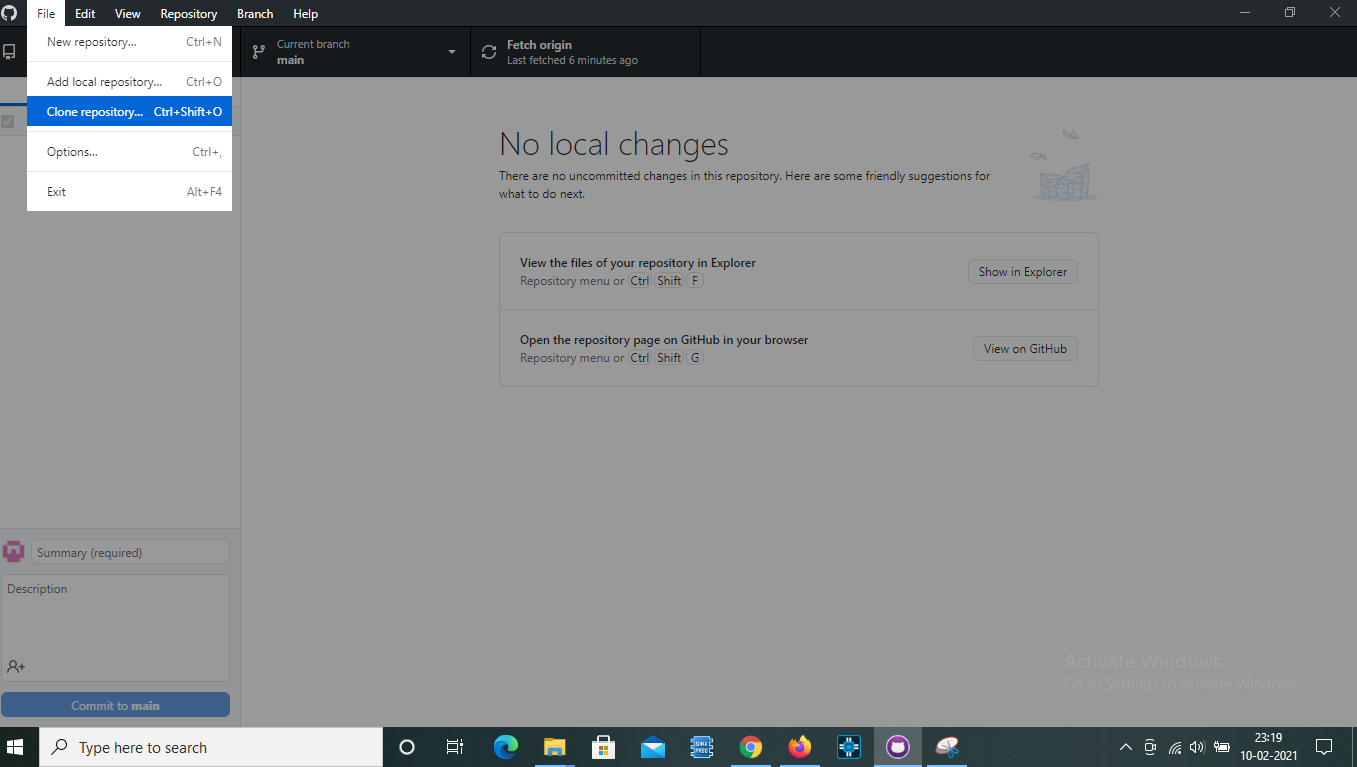 File Edit View Repository Branch Help
New repository... Ctrl+N
Add local repository... Ctrl+O
Clone repository... Ctrl+Shift+O
Options... Ctrl+,
Exit Alt+F4
Current branch
main
Fetch origin
Last fetched 6 minutes ago
No local changes
There are no uncommitted changes in this repository. Here are some friendly suggestions for
what to do next.
View the files of your repository in Explorer
Repository menu or Ctrl Shift F
Show in Explorer
Open the repository page on GitHub in your browser
Repository menu or Ctrl Shift G
View on GitHub
Summary (required)
Description
Commit to main
Activate Windows
Go to Settings to activate Windows.
Type here to search
23:19
10-02-2021